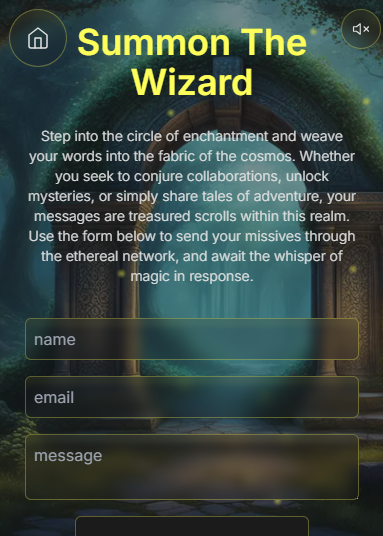 Summon The
Wizard
Step into the circle of enchantment and weave
your words into the fabric of the cosmos. Whether
you seek to conjure collaborations, unlock
mysteries, or simply share tales of adventure, your
messages are treasured scrolls within this realm.
Use the form below to send your missives through
the ethereal network, and await the whisper of
magic in response.
name
email
message